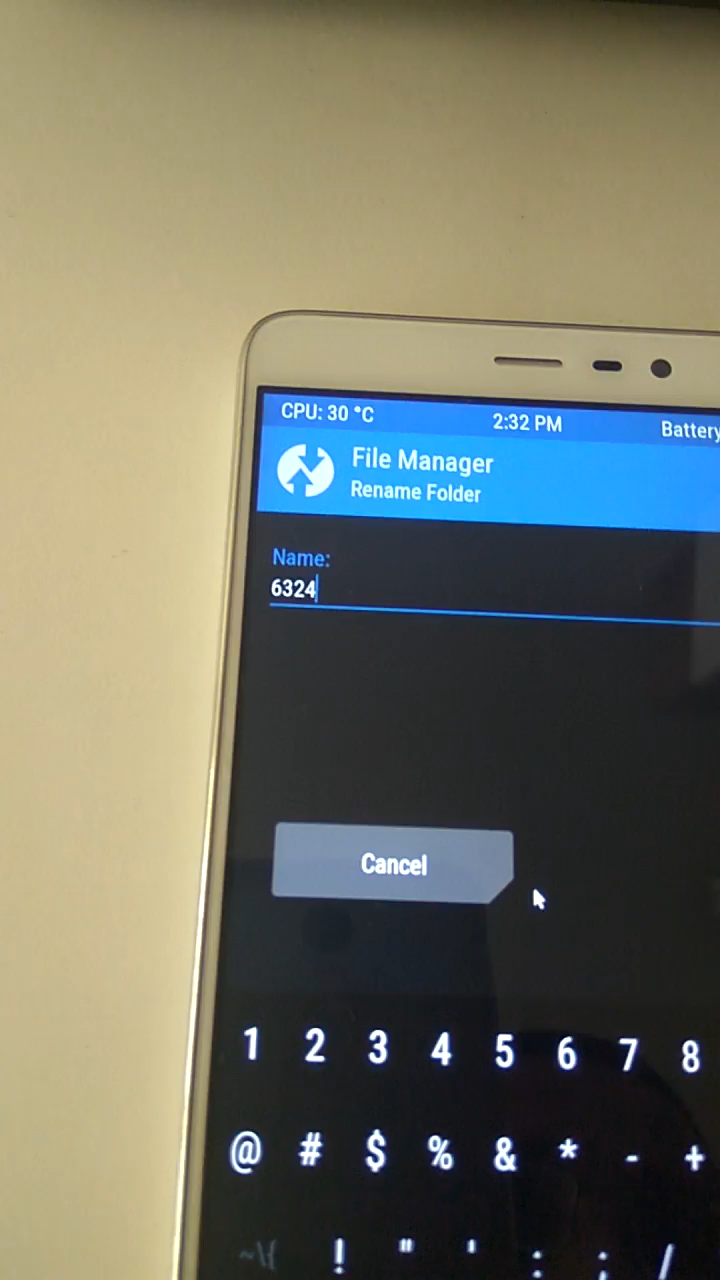 CPU: 30 °C 2:32 PM Battery
File Manager
Rename Folder
Name:
6324
Cancel
1 2 3 4 5 6 7 8
@ # $ % & * - +
~\{ ! " ' : ; /